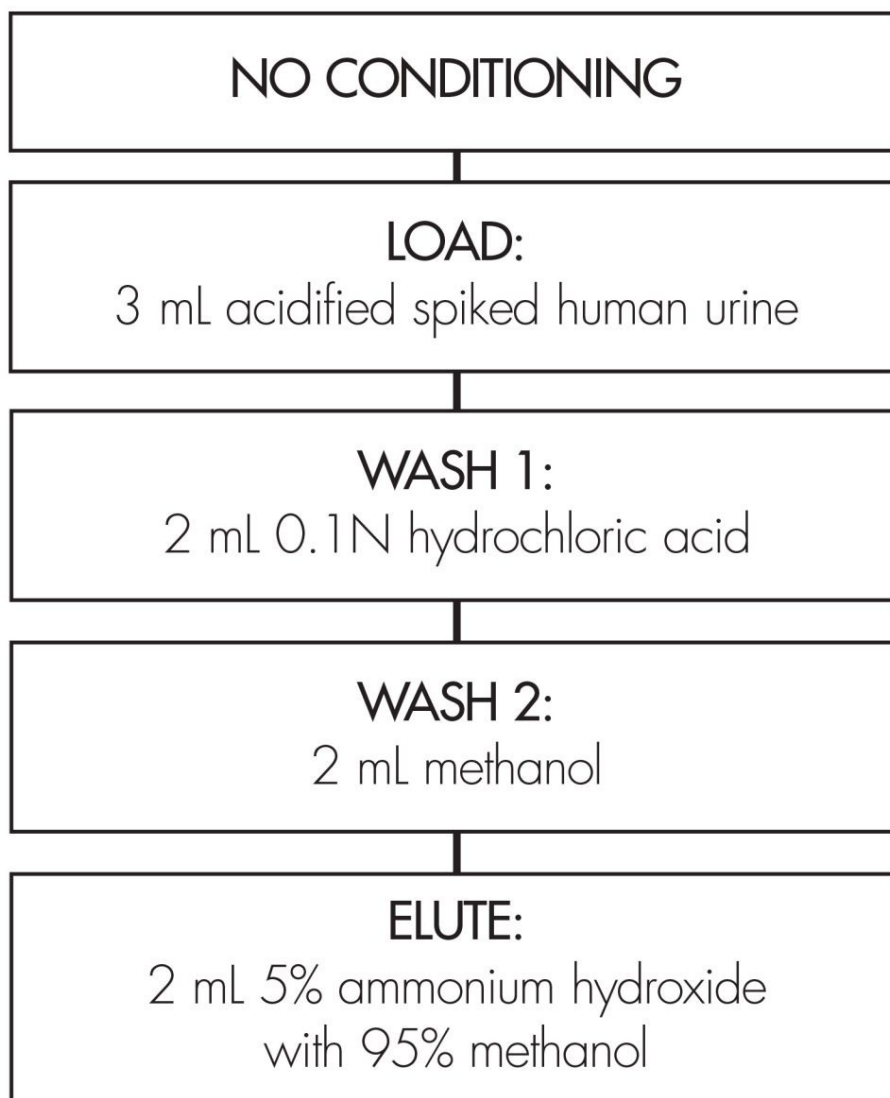 NO CONDITIONING
LOAD:
3 mL acidified spiked human urine
WASH 1:
2 mL 0.1N hydrochloric acid
WASH 2:
2 mL methanol
ELUTE:
2 mL 5% ammonium hydroxide
with 95% methanol